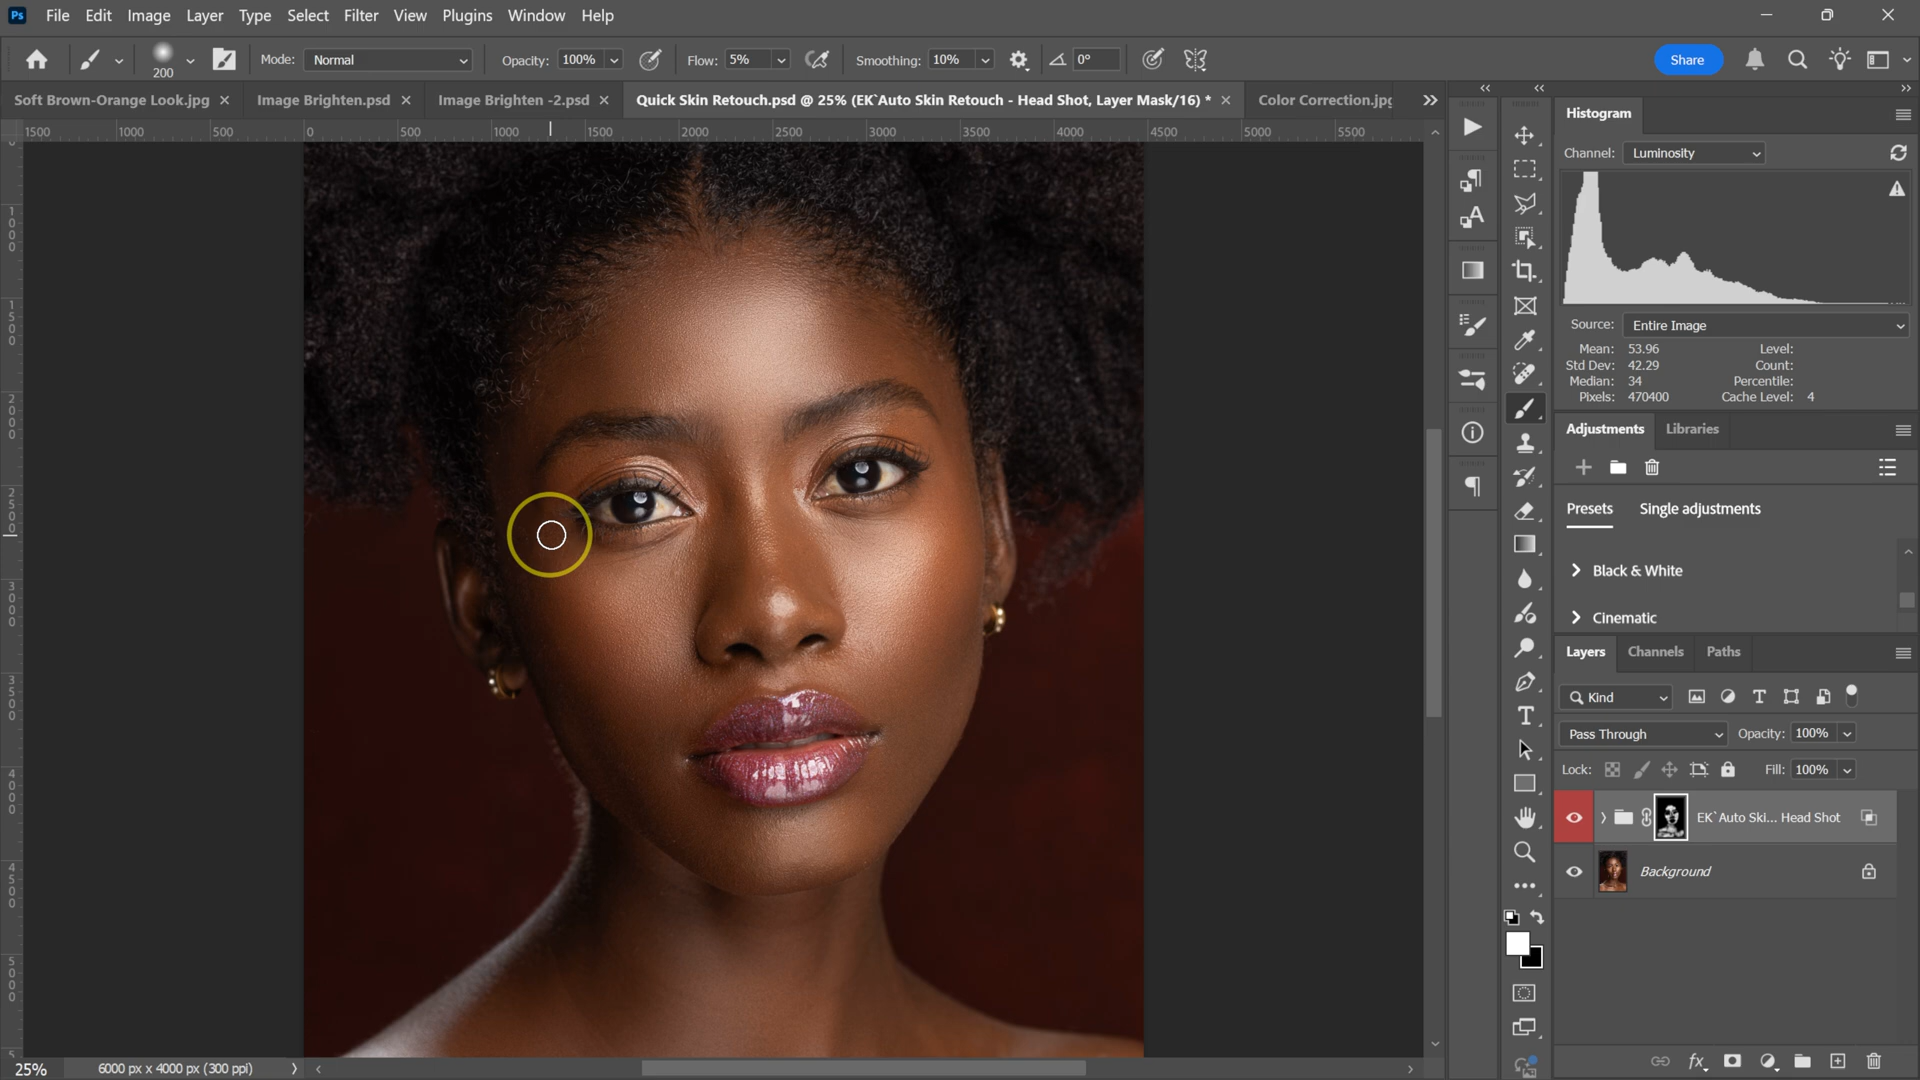 Ps File Edit Image Layer Type Select Filter View Plugins Window Help
200 Mode: Normal Opacity: 100% Flow: 5% Smoothing: 10% 0° Share
Soft Brown-Orange Look.jpg Image Brighten.psd Image Brighten -2.psd Quick Skin Retouch.psd @ 25% (EK`Auto Skin Retouch - Head Shot, Layer Mask/16) * Color Correction.jpg
1500 1000 500 0 500 1000 1500 2000 2500 3000 3500 4000 4500 5000 5500
1000
1500
2000
2500
3000
3500
4000
4500
5000
Histogram
Channel: Luminosity
Source: Entire Image
Mean: 53.96 Level:
Std Dev: 42.29 Count:
Median: 34 Percentile:
Pixels: 470400 Cache Level: 4
Adjustments Libraries
Presets Single adjustments
Black & White
Cinematic
Layers Channels Paths
Kind
Pass Through Opacity: 100%
Lock: Fill: 100%
EK`Auto Ski... Head Shot
Background
25% 6000 px x 4000 px (300 ppi)